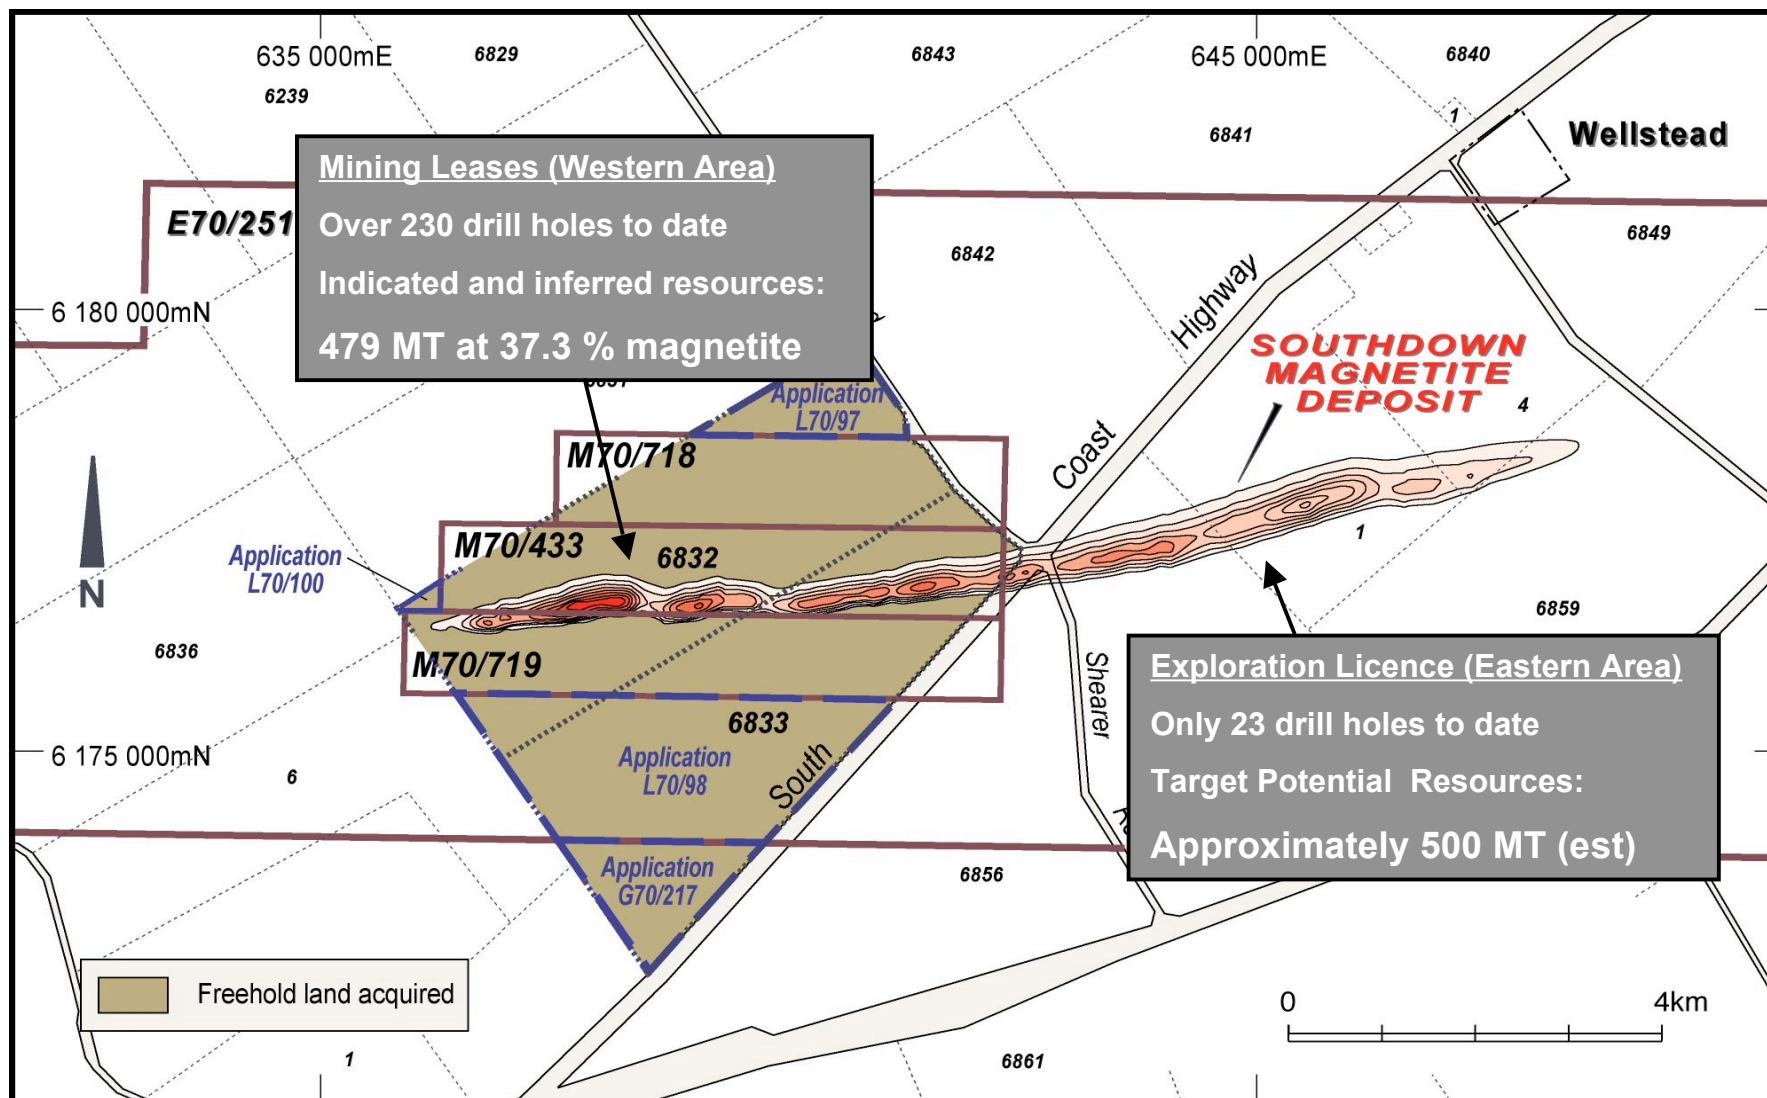 635 000mE
6829
6843
645 000mE
6840
6239
1
6841
Wellstead
Mining Leases (Western Area)
Over 230 drill holes to date
Indicated and inferred resources:
479 MT at 37.3 % magnetite
E70/251
6842
6849
6 180 000mN
Highway
SOUTHDOWN
MAGNETITE
DEPOSIT
4
Application
L70/97
Coast
M70/718
M70/433
6832
1
Application
L70/100
N
6859
6836
M70/719
Shearer
Exploration Licence (Eastern Area)
Only 23 drill holes to date
Target Potential Resources:
Approximately 500 MT (est)
6833
6 175 000mN
6
Application
L70/98
South
Application
G70/217
6856
Freehold land acquired
0
4km
1
6861